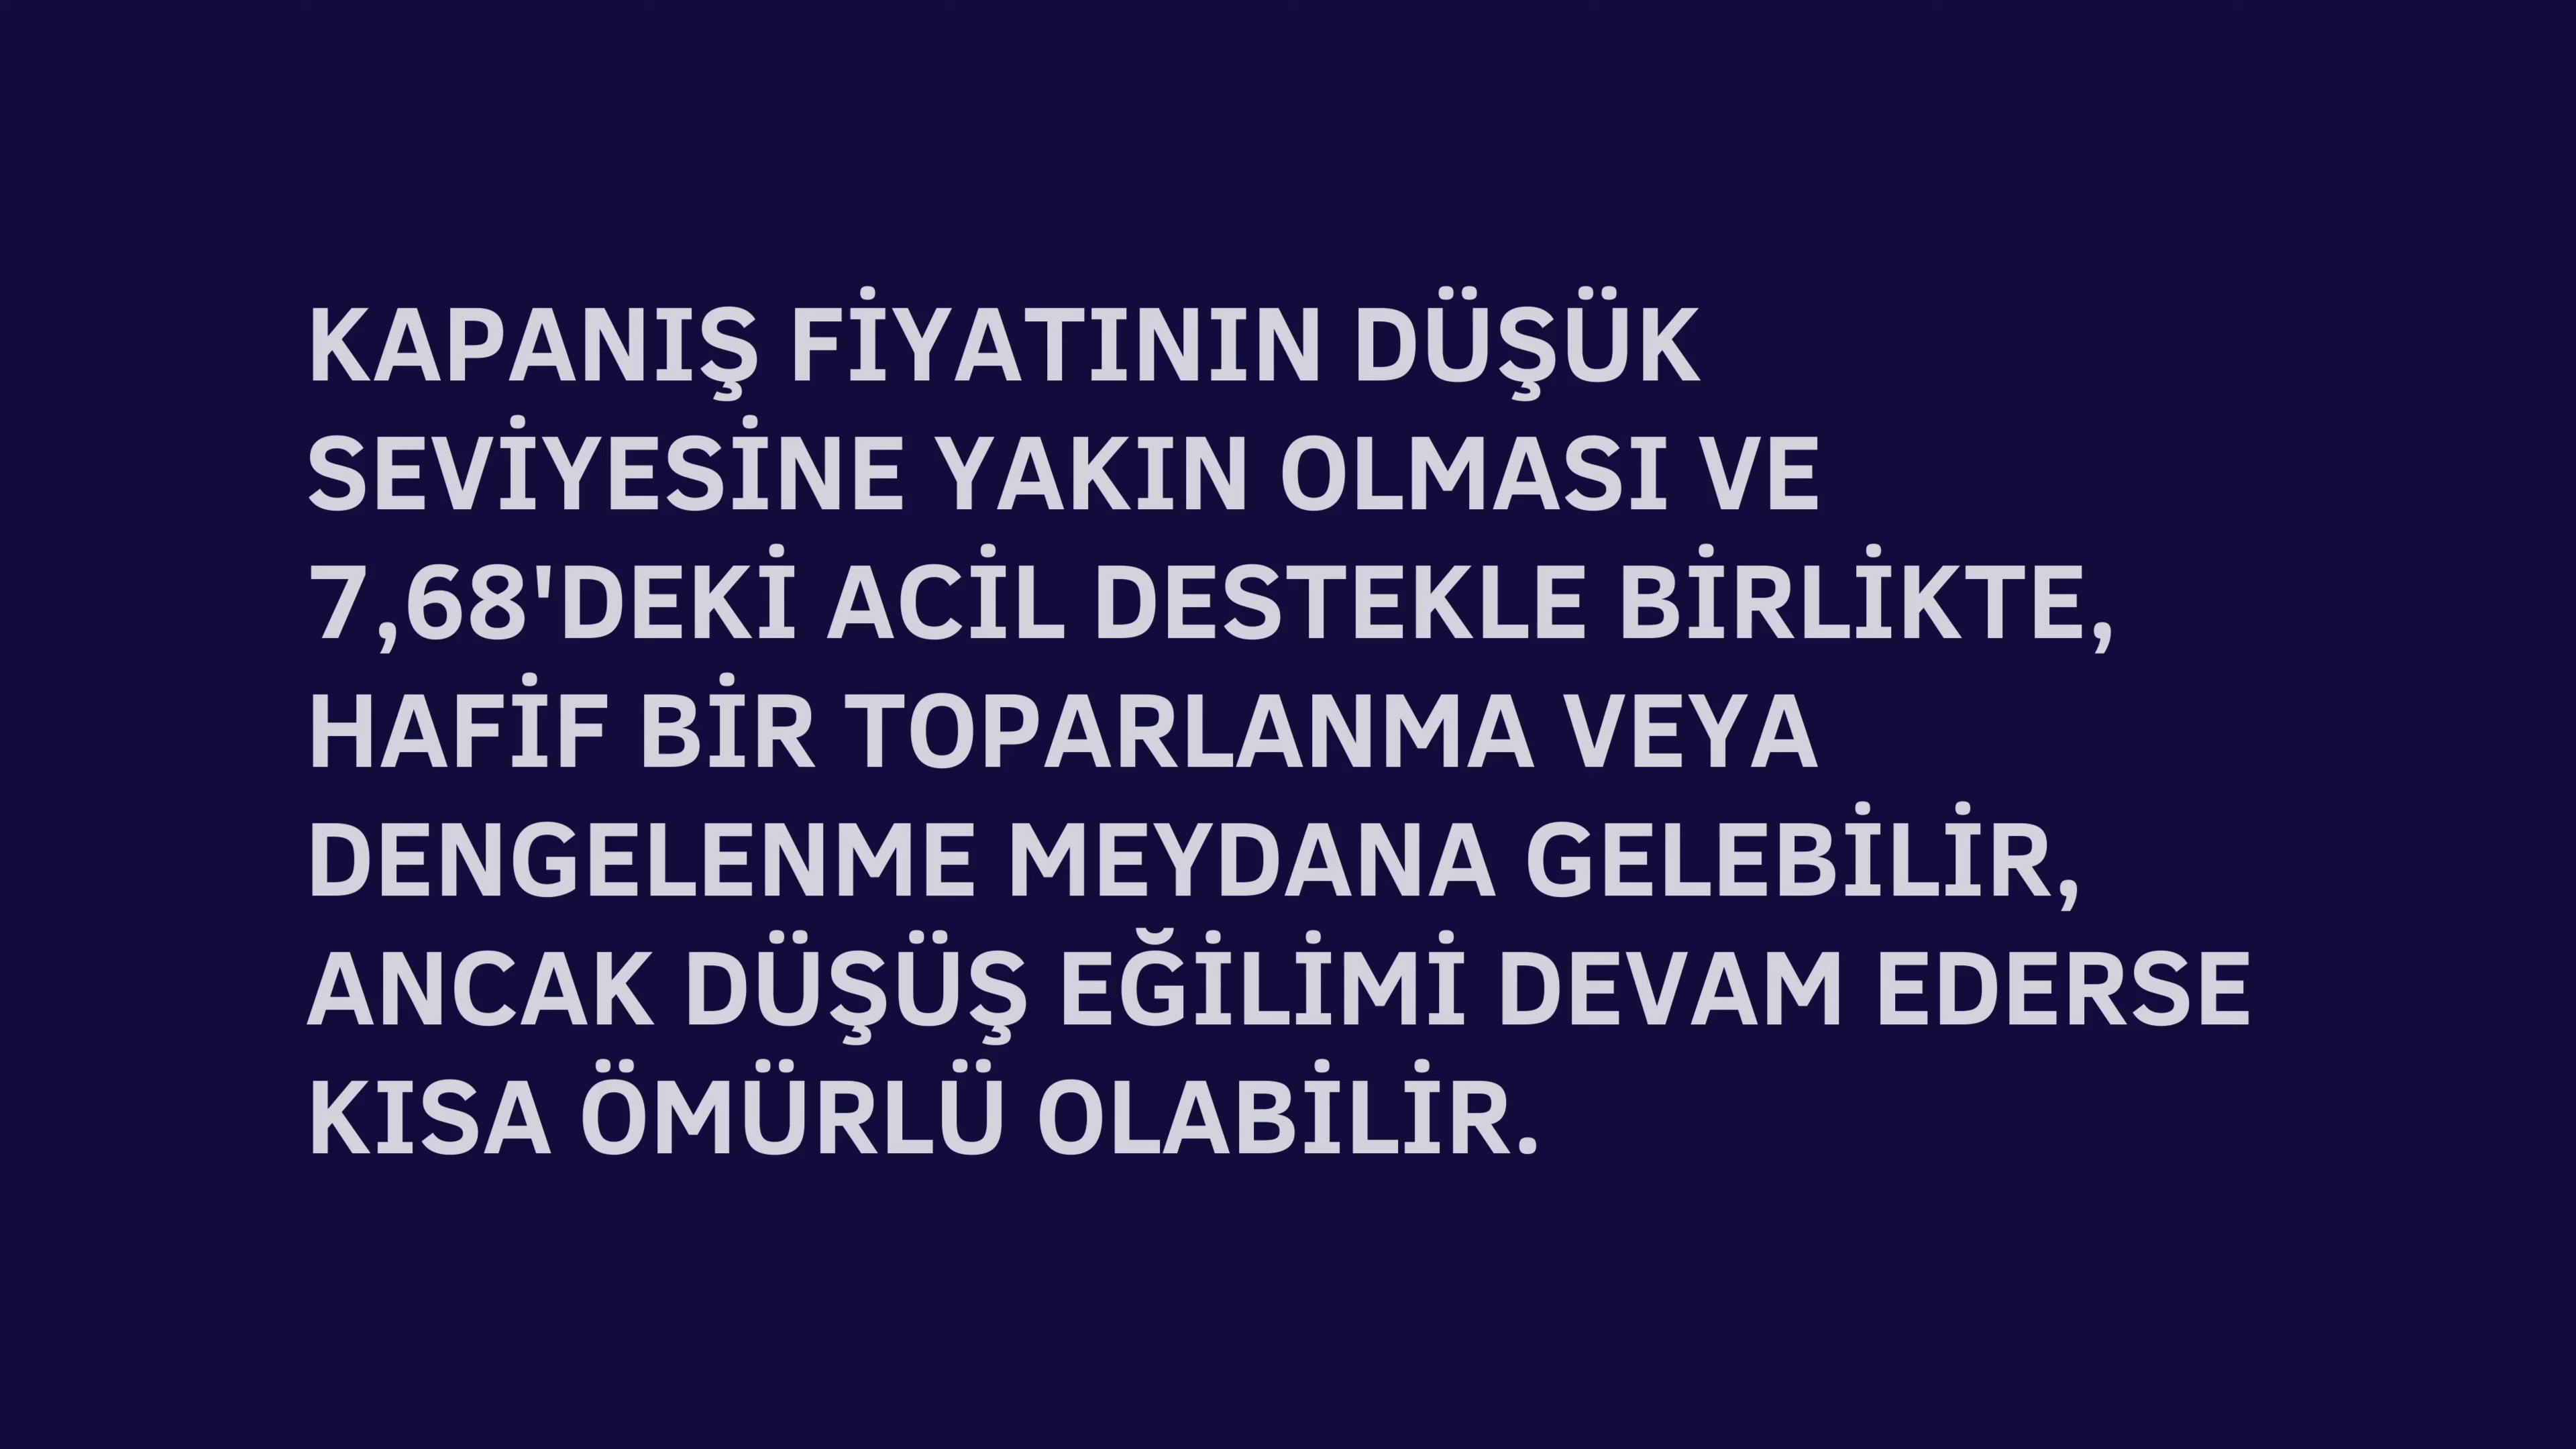 KAPANIŞ FİYATININ DÜŞÜK
SEVİYESİNE YAKIN OLMASI VE
7,68'DEKİ ACİL DESTEKLE BİRLİKTE,
HAFİF BİR TOPARLANMA VEYA
DENGELENME MEYDANA GELEBİLİR,
ANCAK DÜŞÜŞ EĞİLİMİ DEVAM EDERSE
KISA ÖMÜRLÜ OLABİLİR.